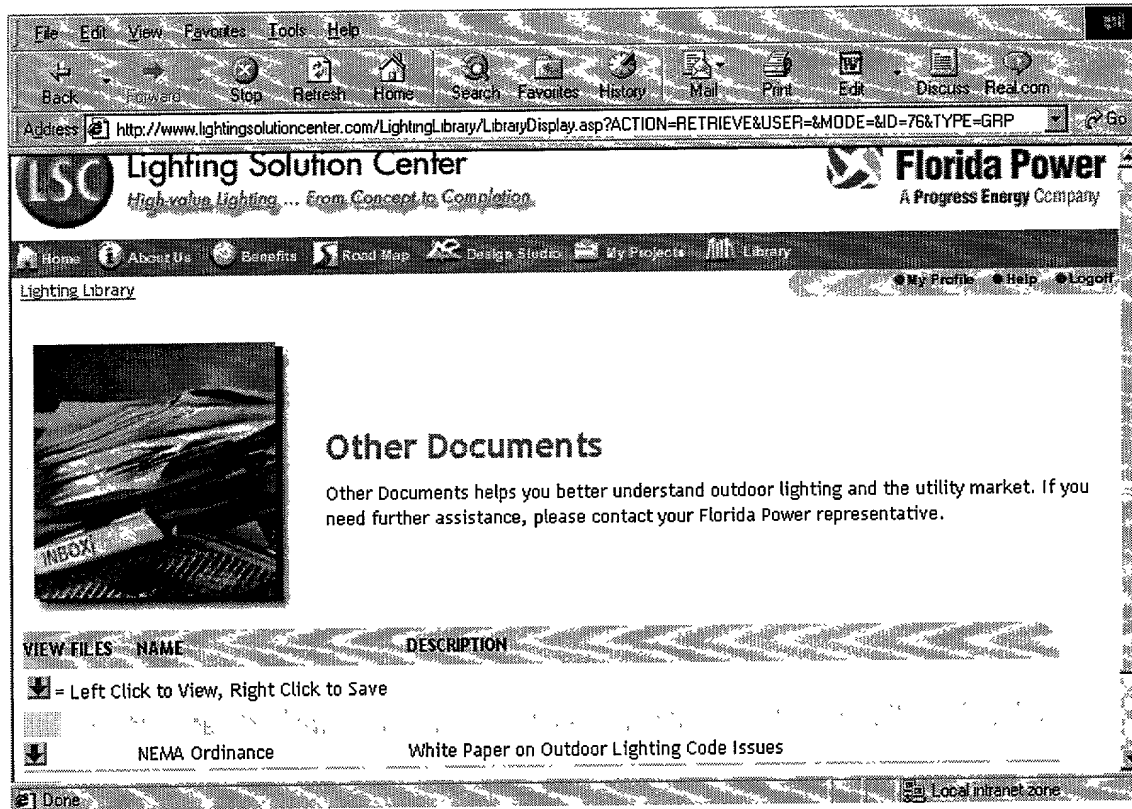 File Edit View Favorites Tools Help
Back Forward Stop Refresh Home Search Favorites History Mail Print Edit Discuss Real.com
Address http://www.lightingsolutioncenter.com/LightingLibrary/LibraryDisplay.asp?ACTION=RETRIEVE&USER=&MODE=&ID=76&TYPE=GRP Go
LSC Lighting Solution Center Florida Power
High-value Lighting ... From Concept to Completion A Progress Energy Company
Home About Us Benefits Road Map Design Studio My Projects Library
Lighting Library My Profile Help Logoff
INBOX
Other Documents
Other Documents helps you better understand outdoor lighting and the utility market. If you
need further assistance, please contact your Florida Power representative.
VIEW FILES NAME DESCRIPTION
= Left Click to View, Right Click to Save
NEMA Ordinance White Paper on Outdoor Lighting Code Issues
Done Local intranet zone